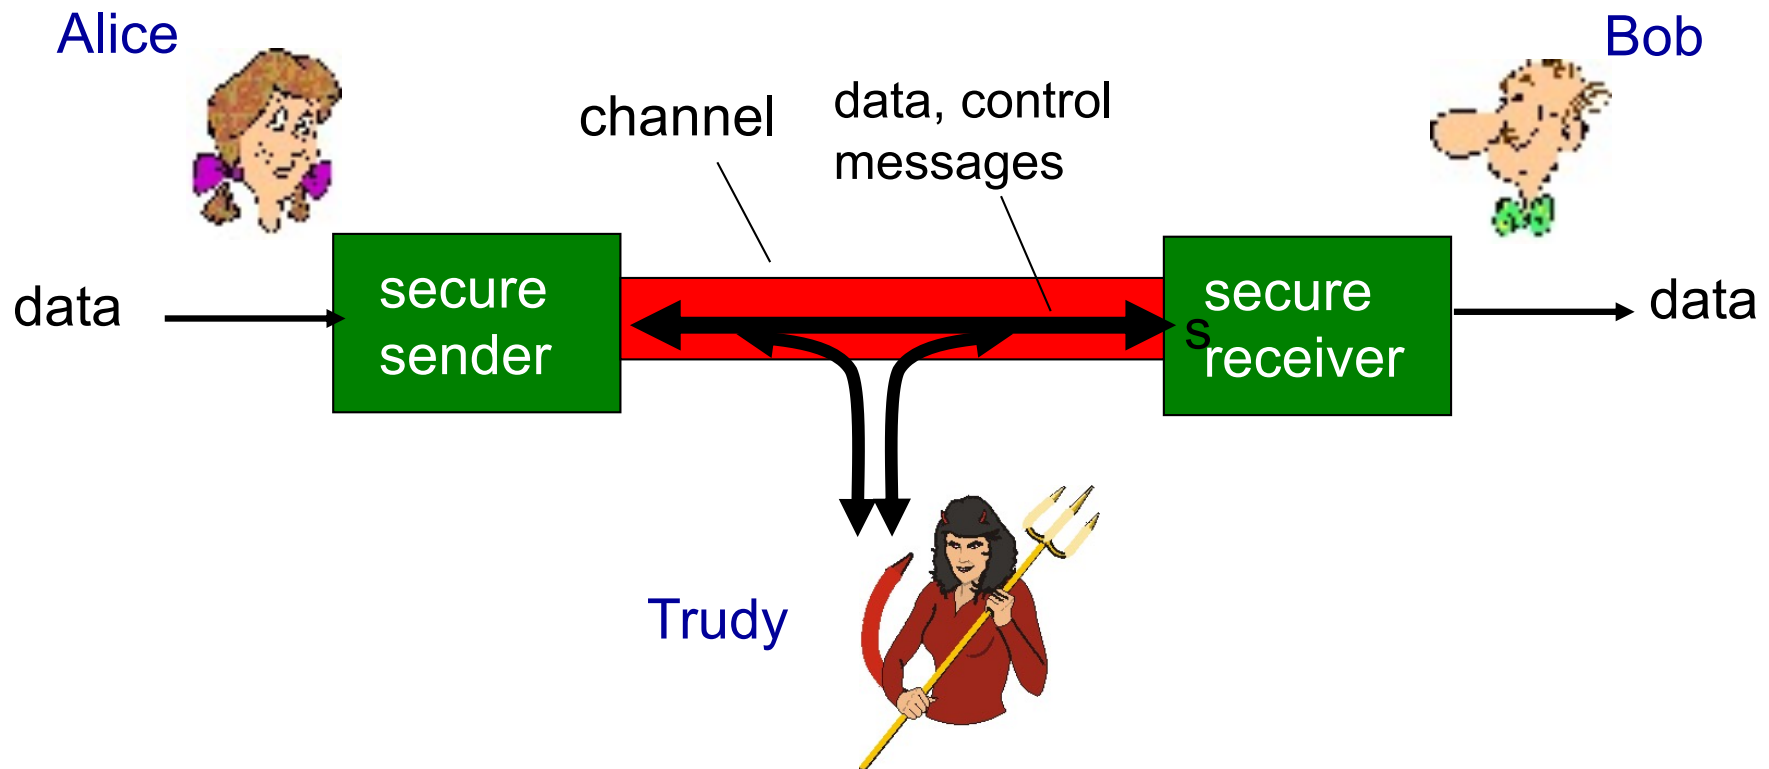 Alice
Bob
channel
data, control
messages
data
secure
sender
s
secure
receiver
data
Trudy